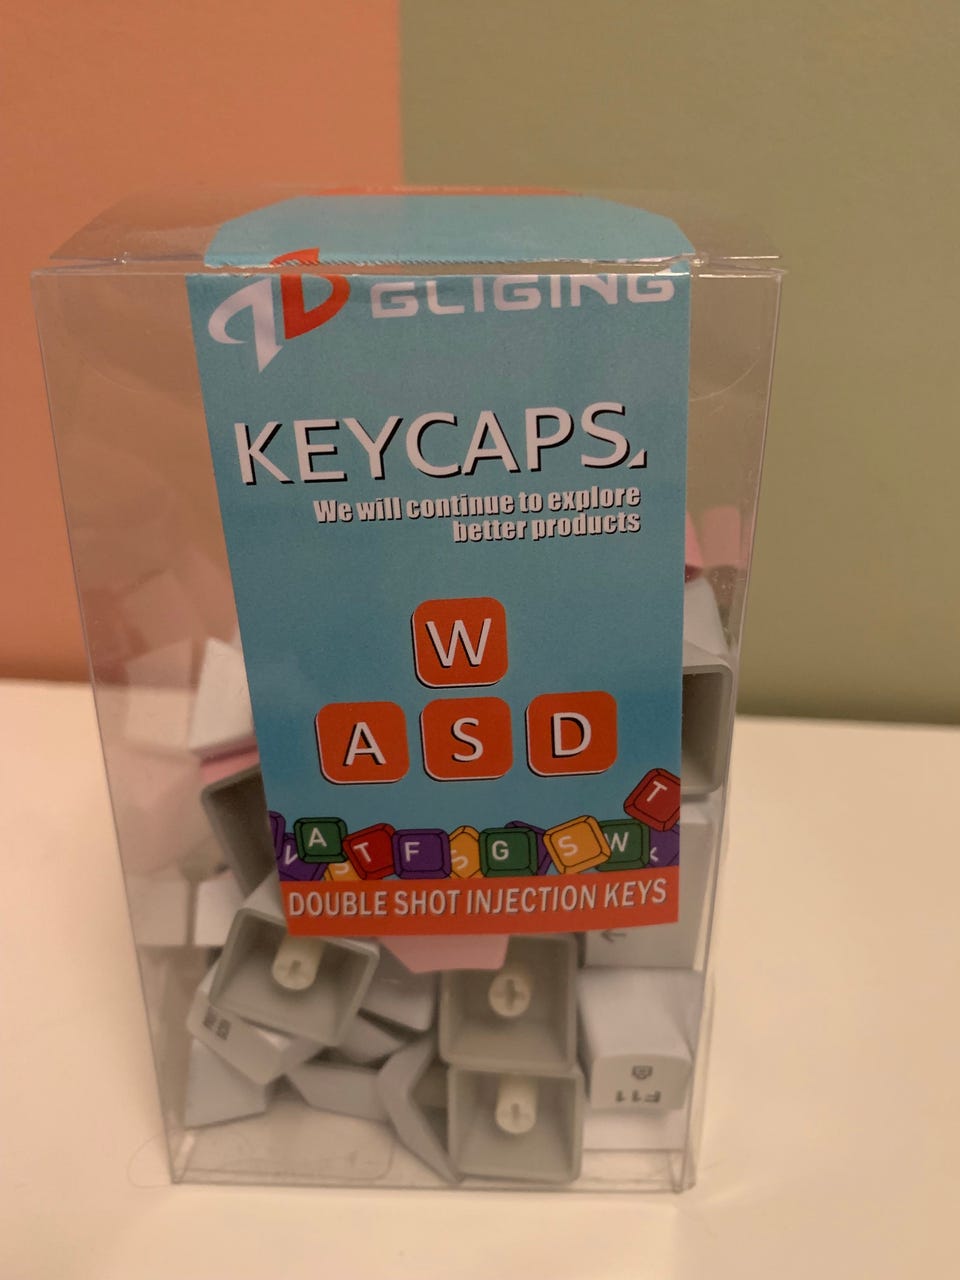 GLIGING
KEYCAPS
We will continue to explore
better products
W
A S D
T
A T F S G S W
S
DOUBLE SHOT INJECTION KEYS
F11